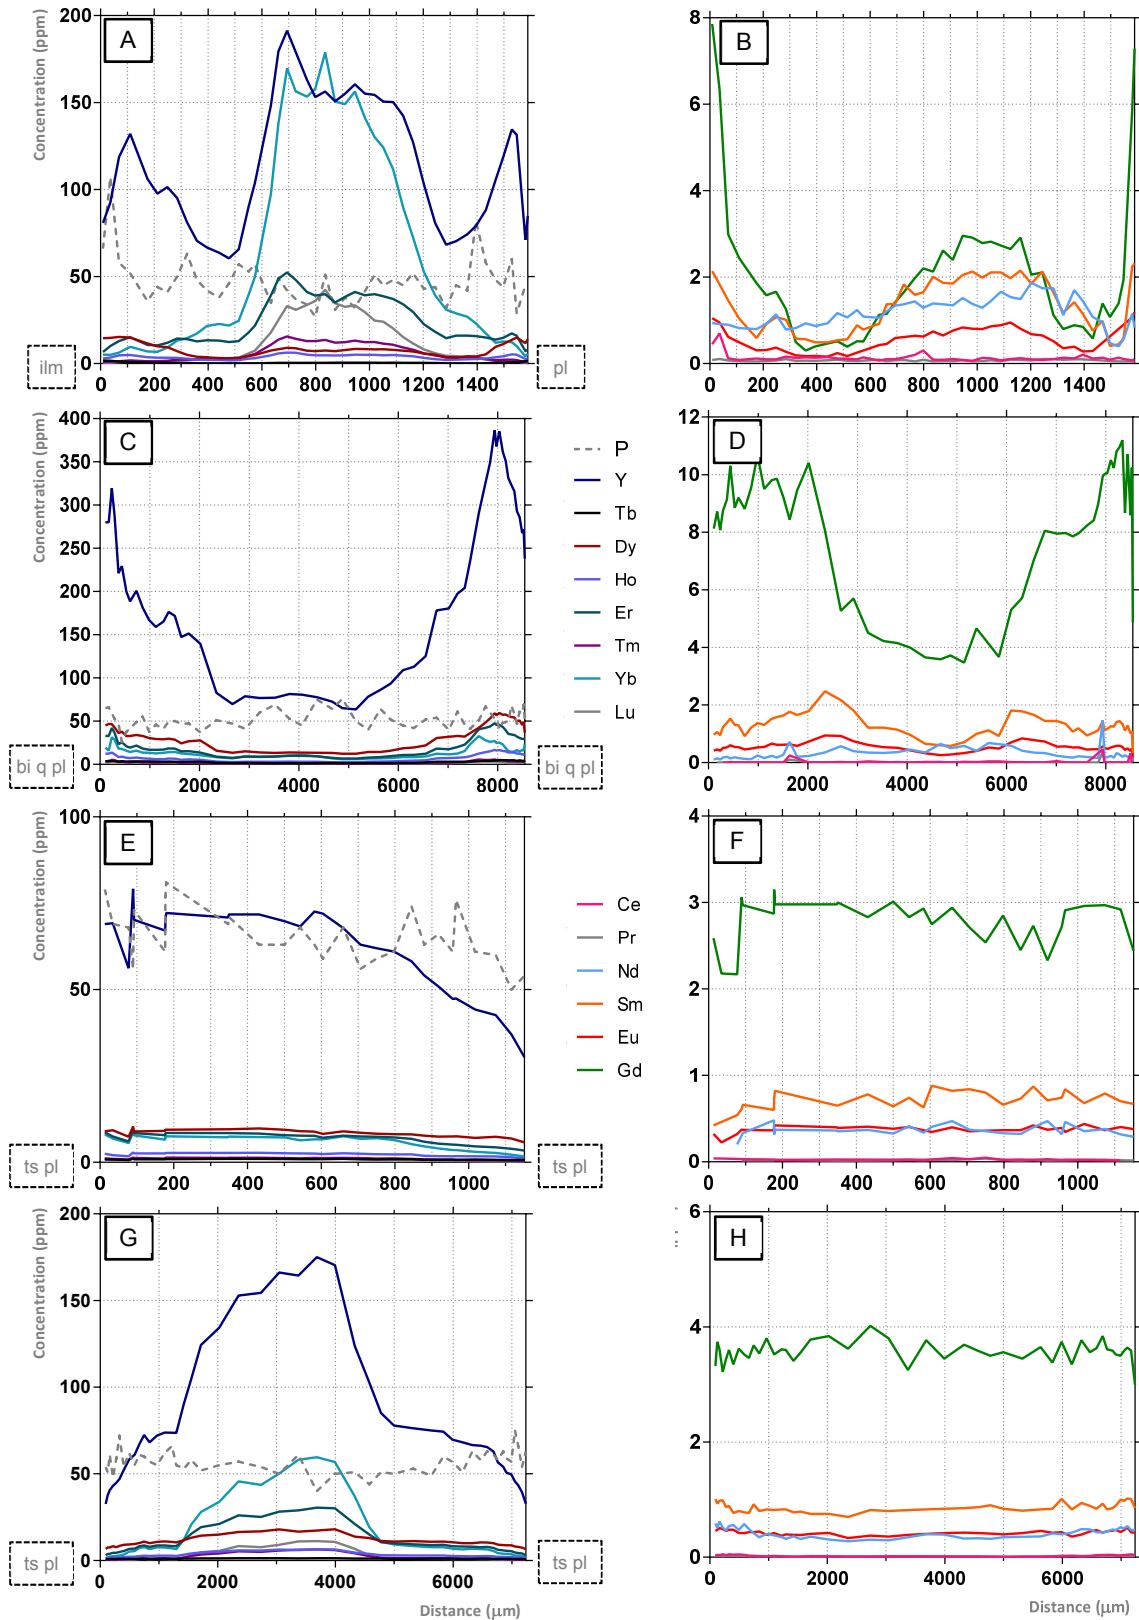 Concentration (ppm)
200
150
100
50
0
A
0 200 400 600 800 1000 1200 1400
ilm
pl
8
6
4
2
0
B
0 200 400 600 800 1000 1200 1400
Concentration (ppm)
400
350
300
250
200
150
100
50
0
C
0 2000 4000 6000 8000
bi q pl
bi q pl
P
Y
Tb
Dy
Ho
Er
Tm
Yb
Lu
12
10
8
6
4
2
0
D
0 2000 4000 6000 8000
Concentration (ppm)
100
50
0
E
0 200 400 600 800 1000
ts pl
ts pl
Ce
Pr
Nd
Sm
Eu
Gd
4
3
2
1
0
F
0 200 400 600 800 1000
Concentration (ppm)
200
150
100
50
0
G
0 2000 4000 6000
ts pl
ts pl
Distance (μm)
6
4
2
0
H
0 2000 4000 6000
Distance (μm)